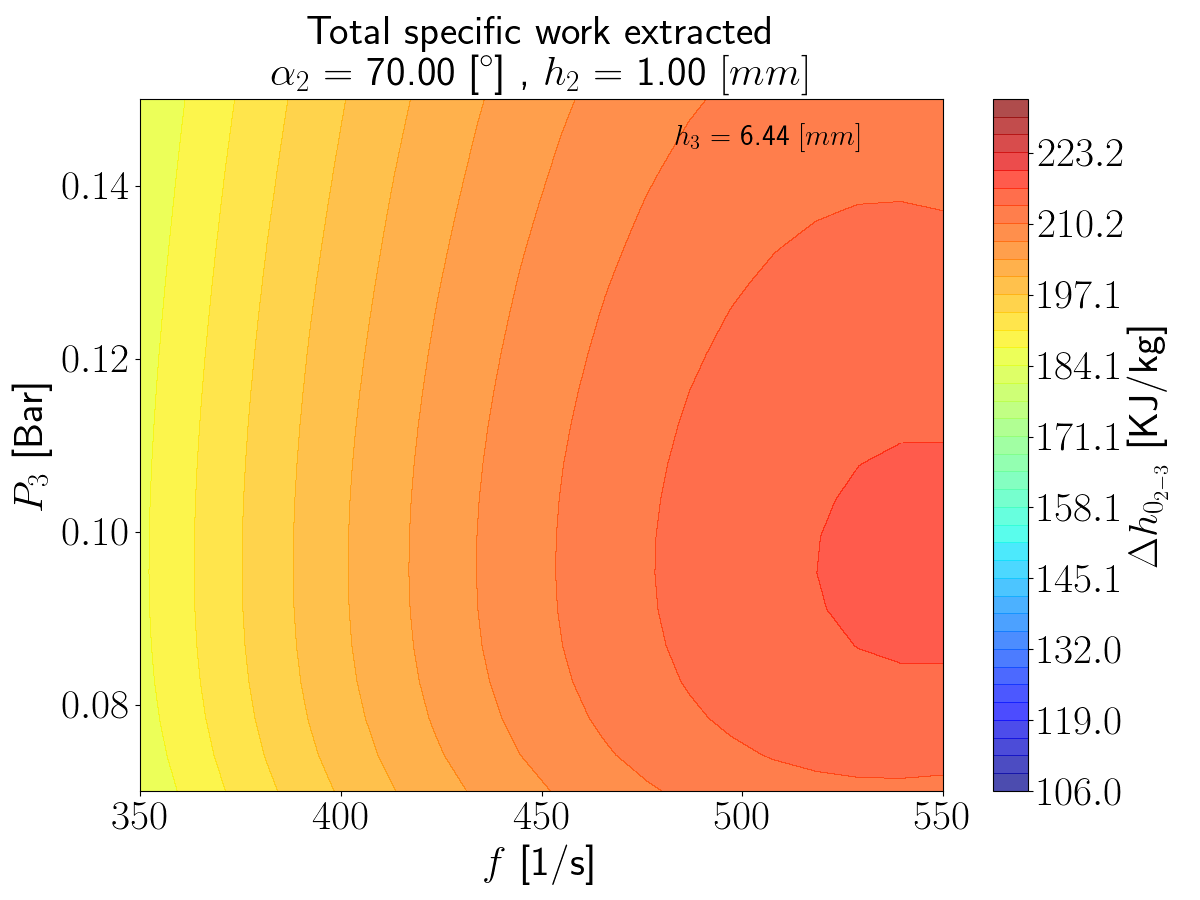 Total specific work extracted
α₂ = 70.00 [°] , h₂ = 1.00 [mm]
h₃ = 6.44 [mm]
0.14
0.12
0.10
0.08
P₃ [Bar]
350 400 450 500 550
f [1/s]
223.2
210.2
197.1
184.1
171.1
158.1
145.1
132.0
119.0
106.0
Δh₀₂₋₃ [KJ/kg]